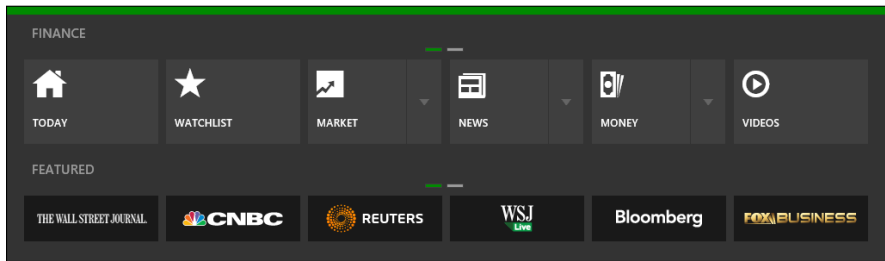 FINANCE
TODAY WATCHLIST MARKET NEWS MONEY VIDEOS
FEATURED
THE WALL STREET JOURNAL. CNBC REUTERS WSJ Live Bloomberg FOX BUSINESS